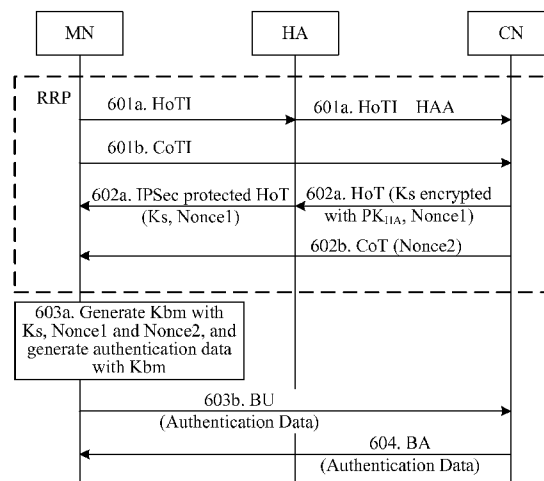 MN
HA
CN
RRP
601a. HoTI
601a. HoTI HAA
601b. CoTI
602a. IPSec protected HoT
(Ks, Nonce1)
602a. HoT (Ks encrypted
with PKHA, Nonce1)
602b. CoT (Nonce2)
603a. Generate Kbm with
Ks, Nonce1 and Nonce2, and
generate authentication data
with Kbm
603b. BU
(Authentication Data)
604. BA
(Authentication Data)